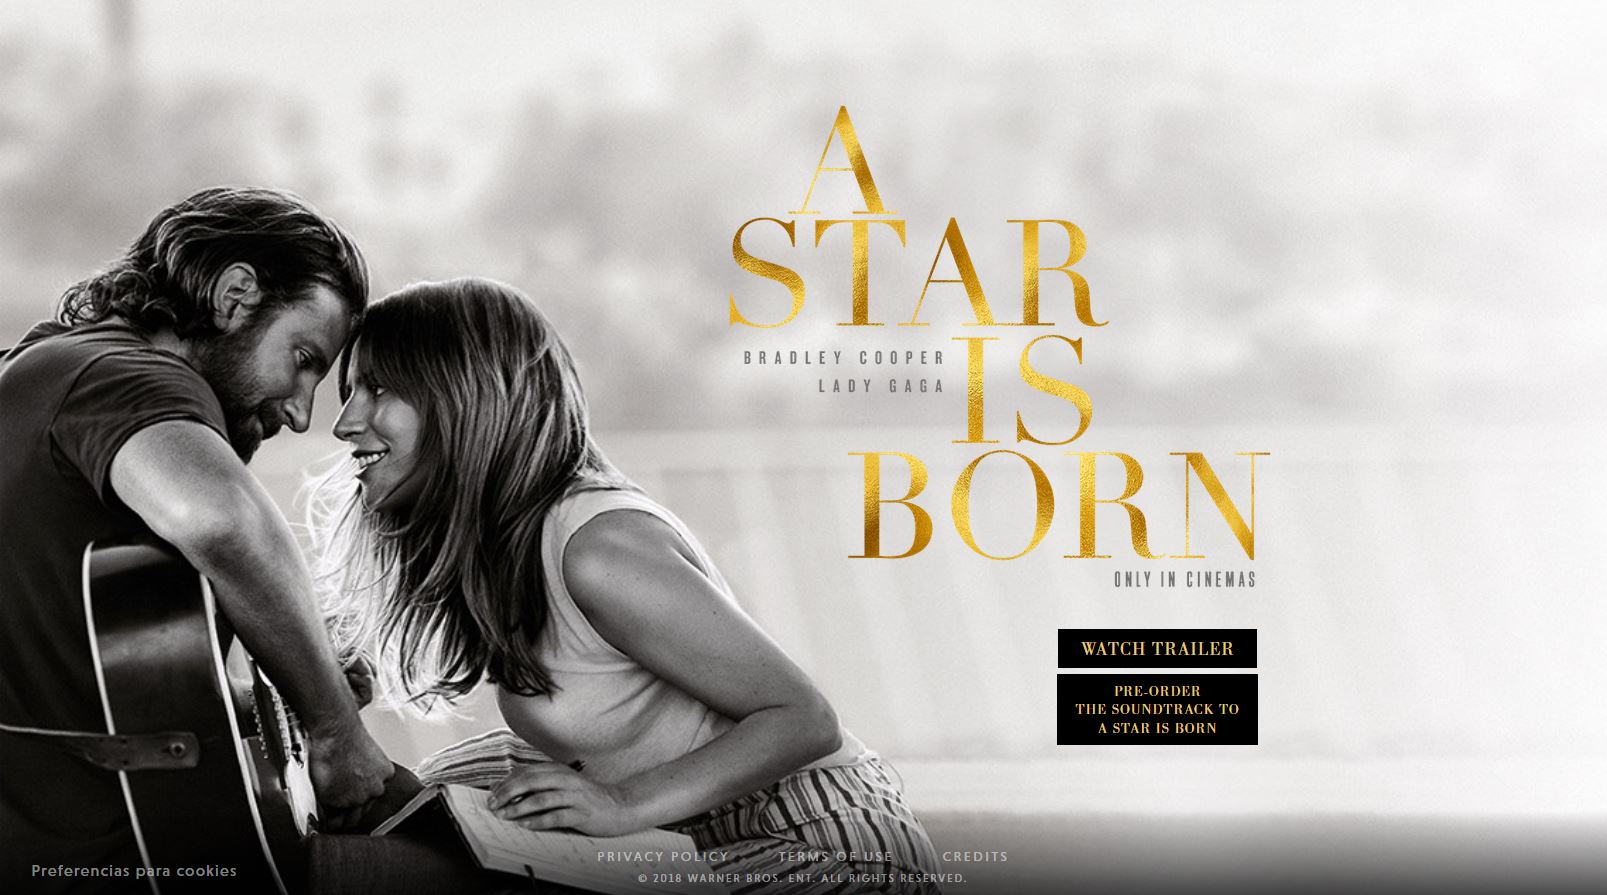 A
STAR
BRADLEY COOPER
LADY GAGA
IS
BORN
ONLY IN CINEMAS
WATCH TRAILER
PRE-ORDER
THE SOUNDTRACK TO
A STAR IS BORN
Preferencias para cookies
PRIVACY POLICY TERMS OF USE CREDITS
© 2018 WARNER BROS. ENT. ALL RIGHTS RESERVED.